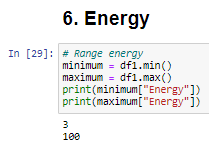 6. Energy
In [29]: # Range energy
minimum = df1.min()
maximum = df1.max()
print(minimum["Energy"])
print(maximum["Energy"])
3
100